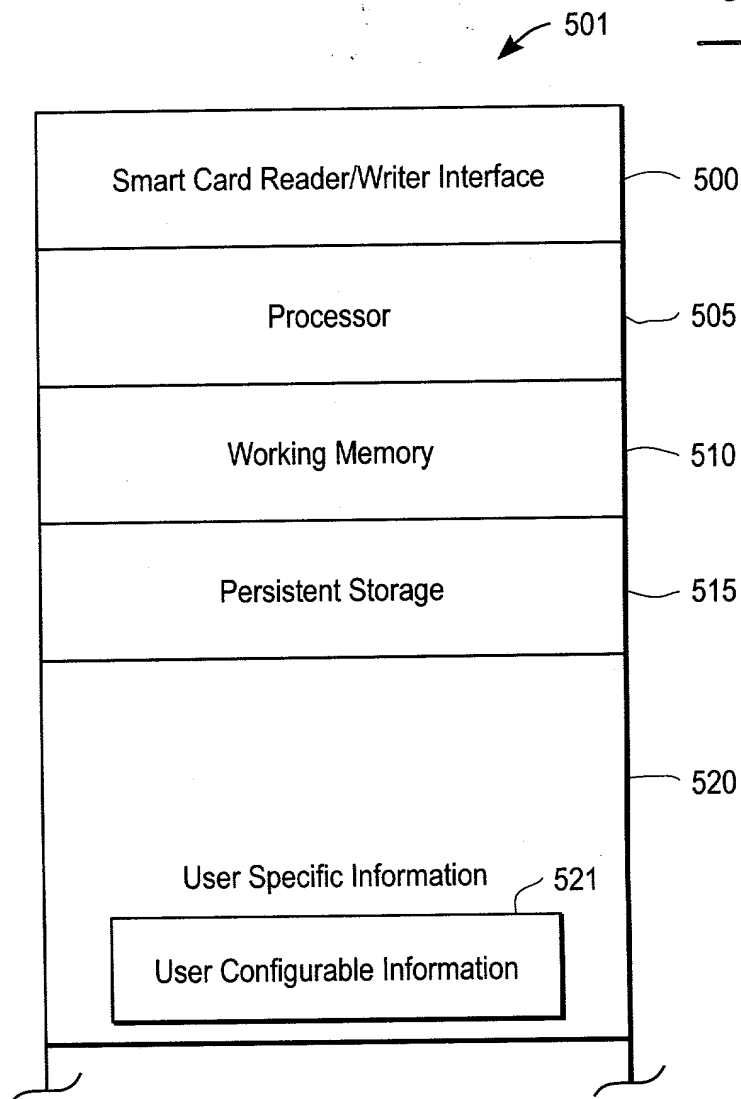 501
Smart Card Reader/Writer Interface
500
Processor
505
Working Memory
510
Persistent Storage
515
520
User Specific Information
521
User Configurable Information